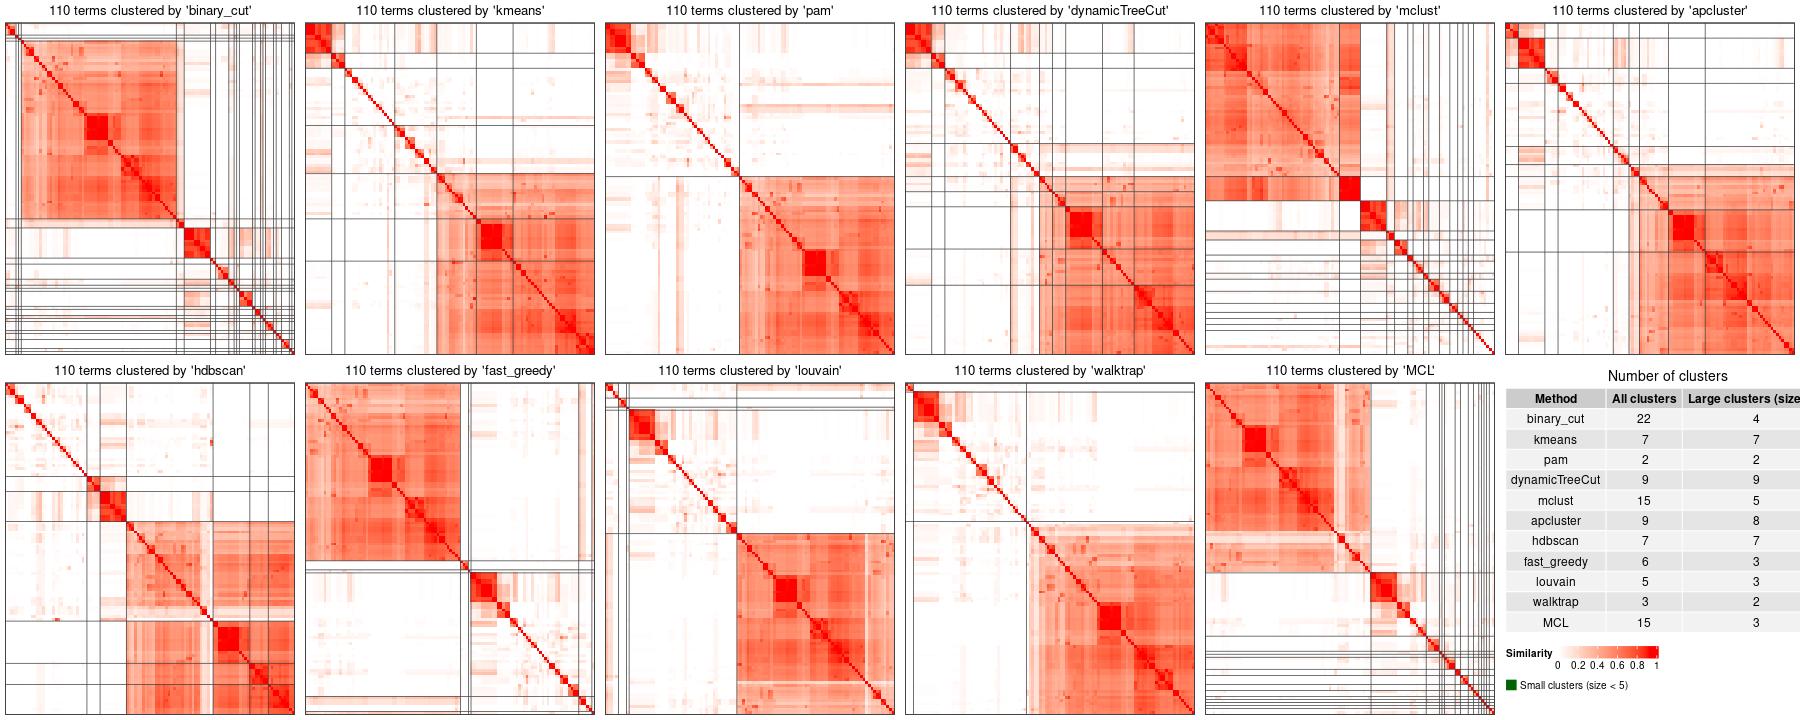 110 terms clustered by 'binary_cut'
110 terms clustered by 'kmeans'
110 terms clustered by 'pam'
110 terms clustered by 'dynamicTreeCut'
110 terms clustered by 'mclust'
110 terms clustered by 'apcluster'
110 terms clustered by 'hdbscan'
110 terms clustered by 'fast_greedy'
110 terms clustered by 'louvain'
110 terms clustered by 'walktrap'
110 terms clustered by 'MCL'
Number of clusters
Method All clusters Large clusters (size
binary_cut 22 4
kmeans 7 7
pam 2 2
dynamicTreeCut 9 9
mclust 15 5
apcluster 9 8
hdbscan 7 7
fast_greedy 6 3
louvain 5 3
walktrap 3 2
MCL 15 3
Similarity
0 0.2 0.4 0.6 0.8 1
Small clusters (size < 5)